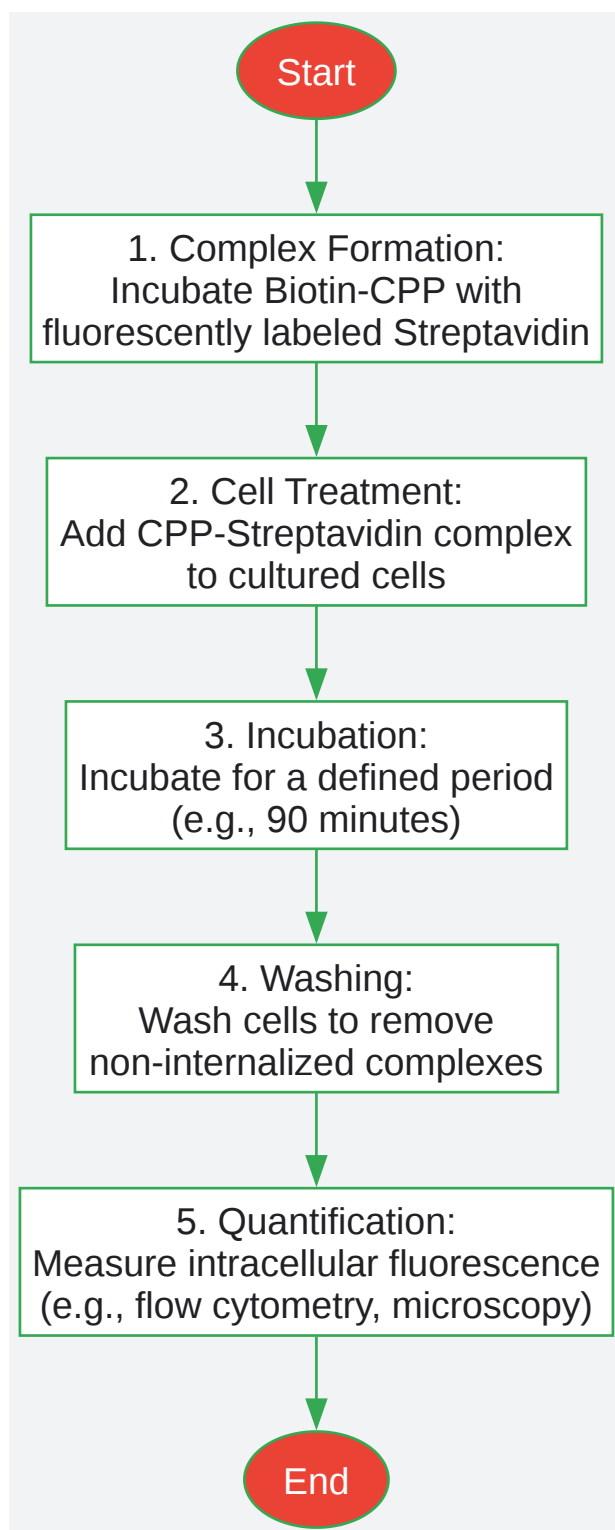 Start
1. Complex Formation:
Incubate Biotin-CPP with
fluorescently labeled Streptavidin
2. Cell Treatment:
Add CPP-Streptavidin complex
to cultured cells
3. Incubation:
Incubate for a defined period
(e.g., 90 minutes)
4. Washing:
Wash cells to remove
non-internalized complexes
5. Quantification:
Measure intracellular fluorescence
(e.g., flow cytometry, microscopy)
End